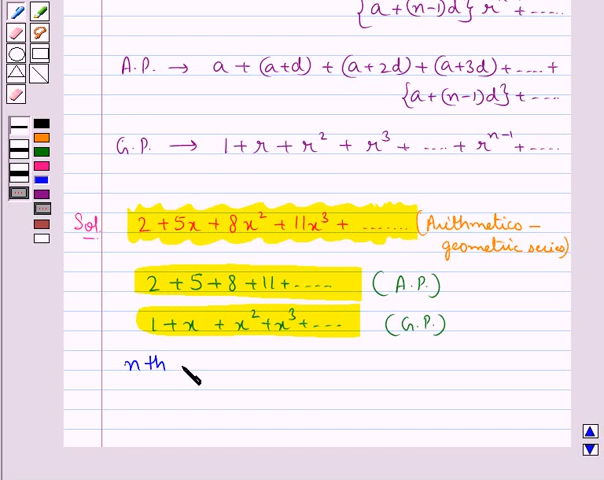 {a+(n-1)d} r^n + .....
A.P. → a + (a+d) + (a+2d) + (a+3d) + ..... +
{a+(n-1)d} + .....
G.P. → 1 + r + r² + r³ + ..... + r^(n-1) + .....
Sol. 2 + 5x + 8x² + 11x³ + ........ (Arithmetico -
geometric series)
2 + 5 + 8 + 11 + ..... (A.P.)
1 + x + x² + x³ + .... (G.P.)
nth